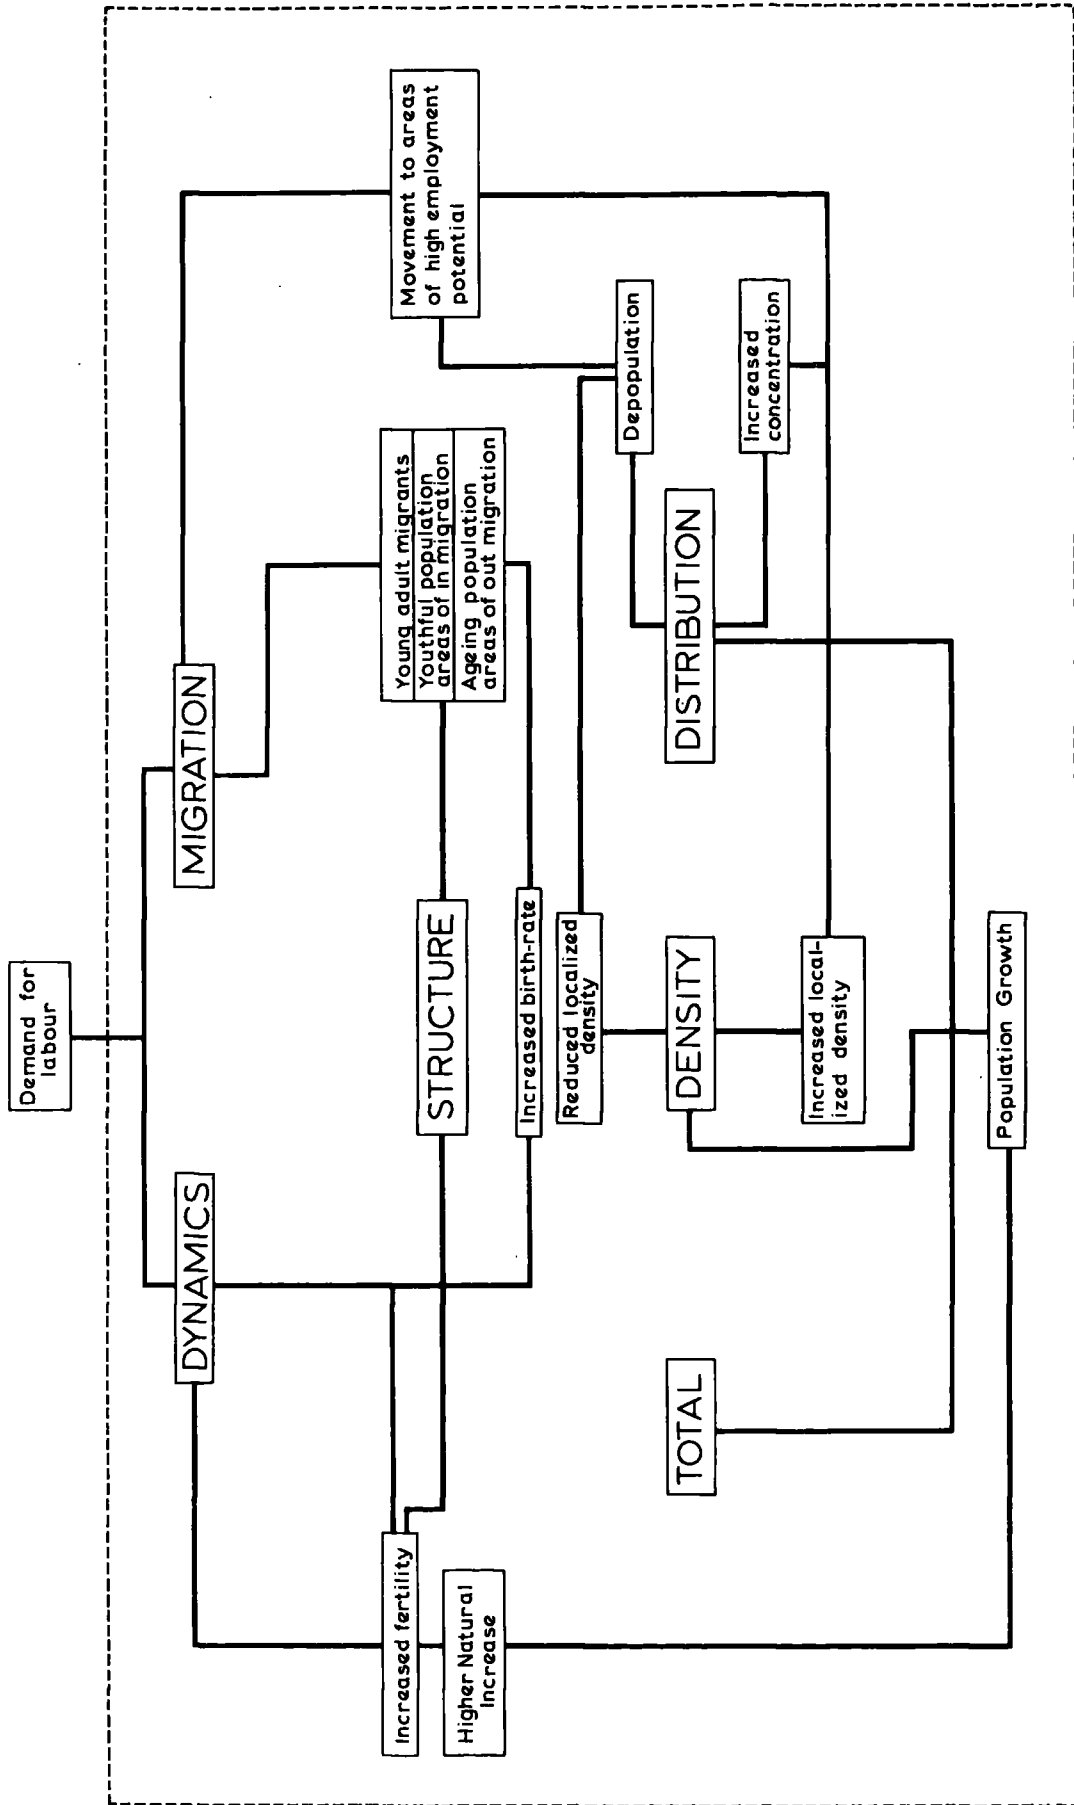 Demand for
labour
DYNAMICS
MIGRATION
Increased fertility
Higher Natural
Increase
STRUCTURE
Young adult migrants
Youthful population
areas of in migration
Ageing population
areas of out migration
Movement to areas
of high employment
potential
Increased birth-rate
Reduced localized
density
Depopulation
TOTAL
DENSITY
DISTRIBUTION
Increased local-
ized density
Increased
concentration
Population Growth